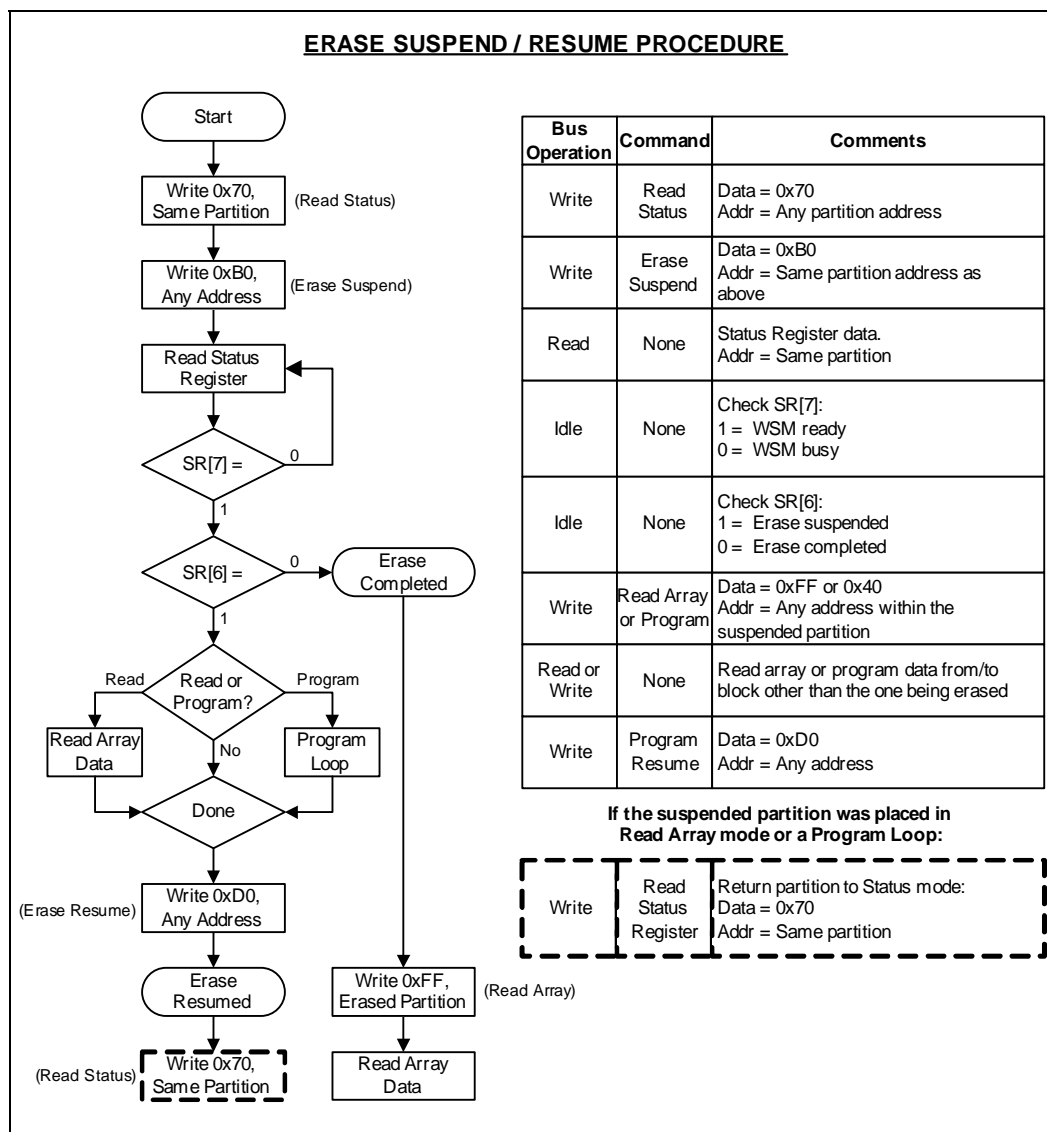 ERASE SUSPEND / RESUME PROCEDURE
Start
Write 0x70,
Same Partition
(Read Status)
Write 0xB0,
Any Address
(Erase Suspend)
Read Status
Register
SR[7] =
0
1
SR[6] =
0
Erase
Completed
1
Read
Read or
Program?
Program
Read Array
Data
No
Program
Loop
Done
(Erase Resume)
Write 0xD0,
Any Address
Erase
Resumed
Write 0xFF,
Erased Partition
(Read Array)
(Read Status)
Write 0x70,
Same Partition
Read Array
Data
Bus
Operation
Command
Comments
Write
Read
Status
Data = 0x70
Addr = Any partition address
Write
Erase
Suspend
Data = 0xB0
Addr = Same partition address as
above
Read
None
Status Register data.
Addr = Same partition
Idle
None
Check SR[7]:
1 = WSM ready
0 = WSM busy
Idle
None
Check SR[6]:
1 = Erase suspended
0 = Erase completed
Write
Read Array
or Program
Data = 0xFF or 0x40
Addr = Any address within the
suspended partition
Read or
Write
None
Read array or program data from/to
block other than the one being erased
Write
Program
Resume
Data = 0xD0
Addr = Any address
If the suspended partition was placed in
Read Array mode or a Program Loop:
Write
Read
Status
Register
Return partition to Status mode:
Data = 0x70
Addr = Same partition